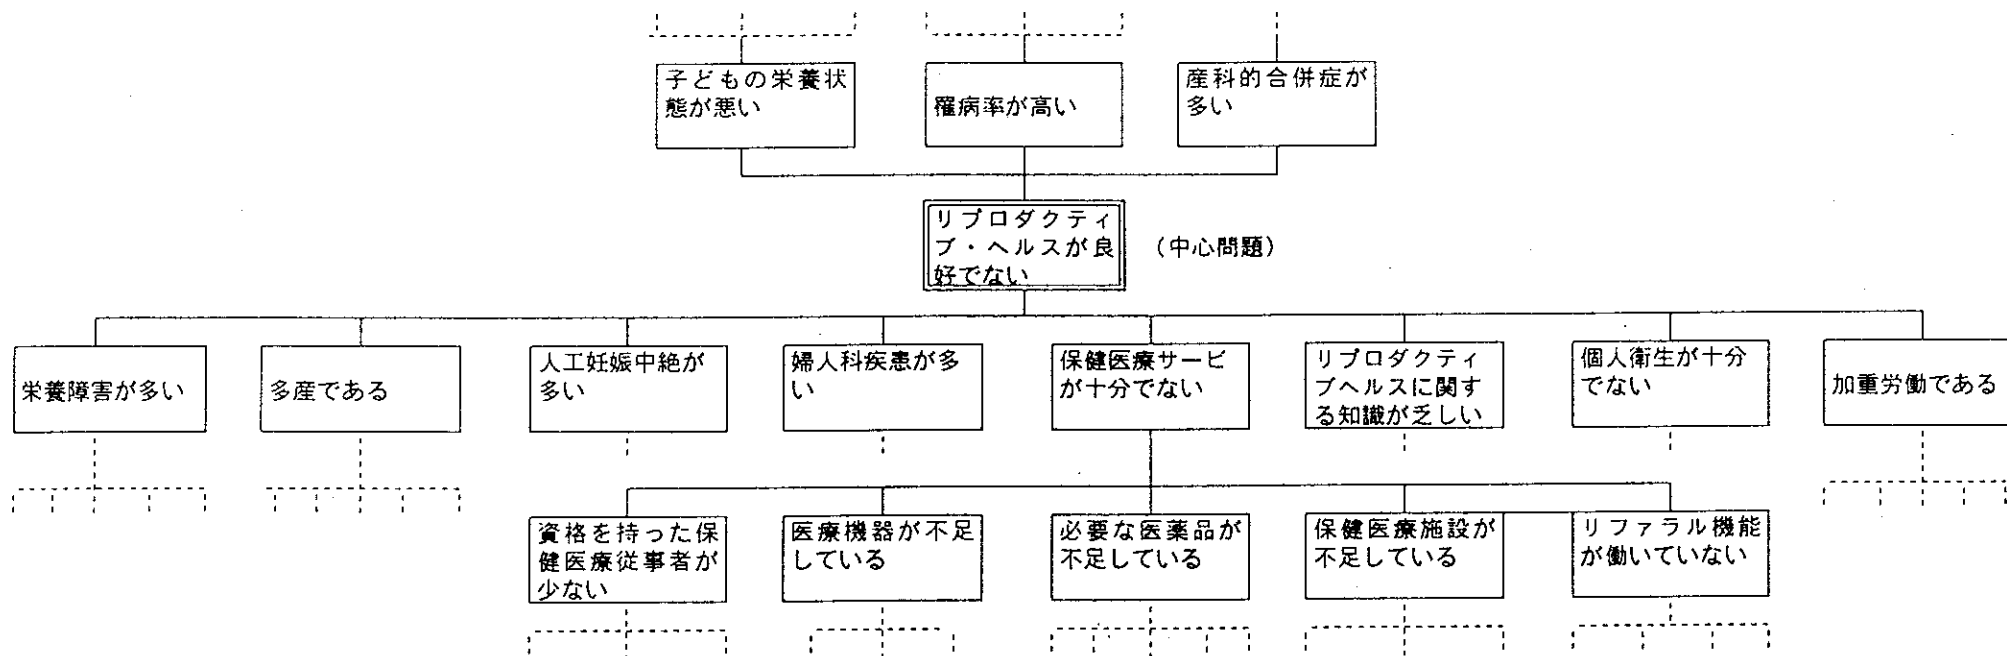 子どもの栄養状
態が悪い
罹病率が高い
産科的合併症が
多い
リプロダクティ
ブ・ヘルスが良
好でない
（中心問題）
栄養障害が多い
多産である
人工妊娠中絶が
多い
婦人科疾患が多
い
保健医療サービ
が十分でない
リプロダクティ
ブヘルスに関す
る知識が乏しい
個人衛生が十分
でない
加重労働である
資格を持った保
健医療従事者が
少ない
医療機器が不足
している
必要な医薬品が
不足している
保健医療施設が
不足している
リファラル機能
が働いていない